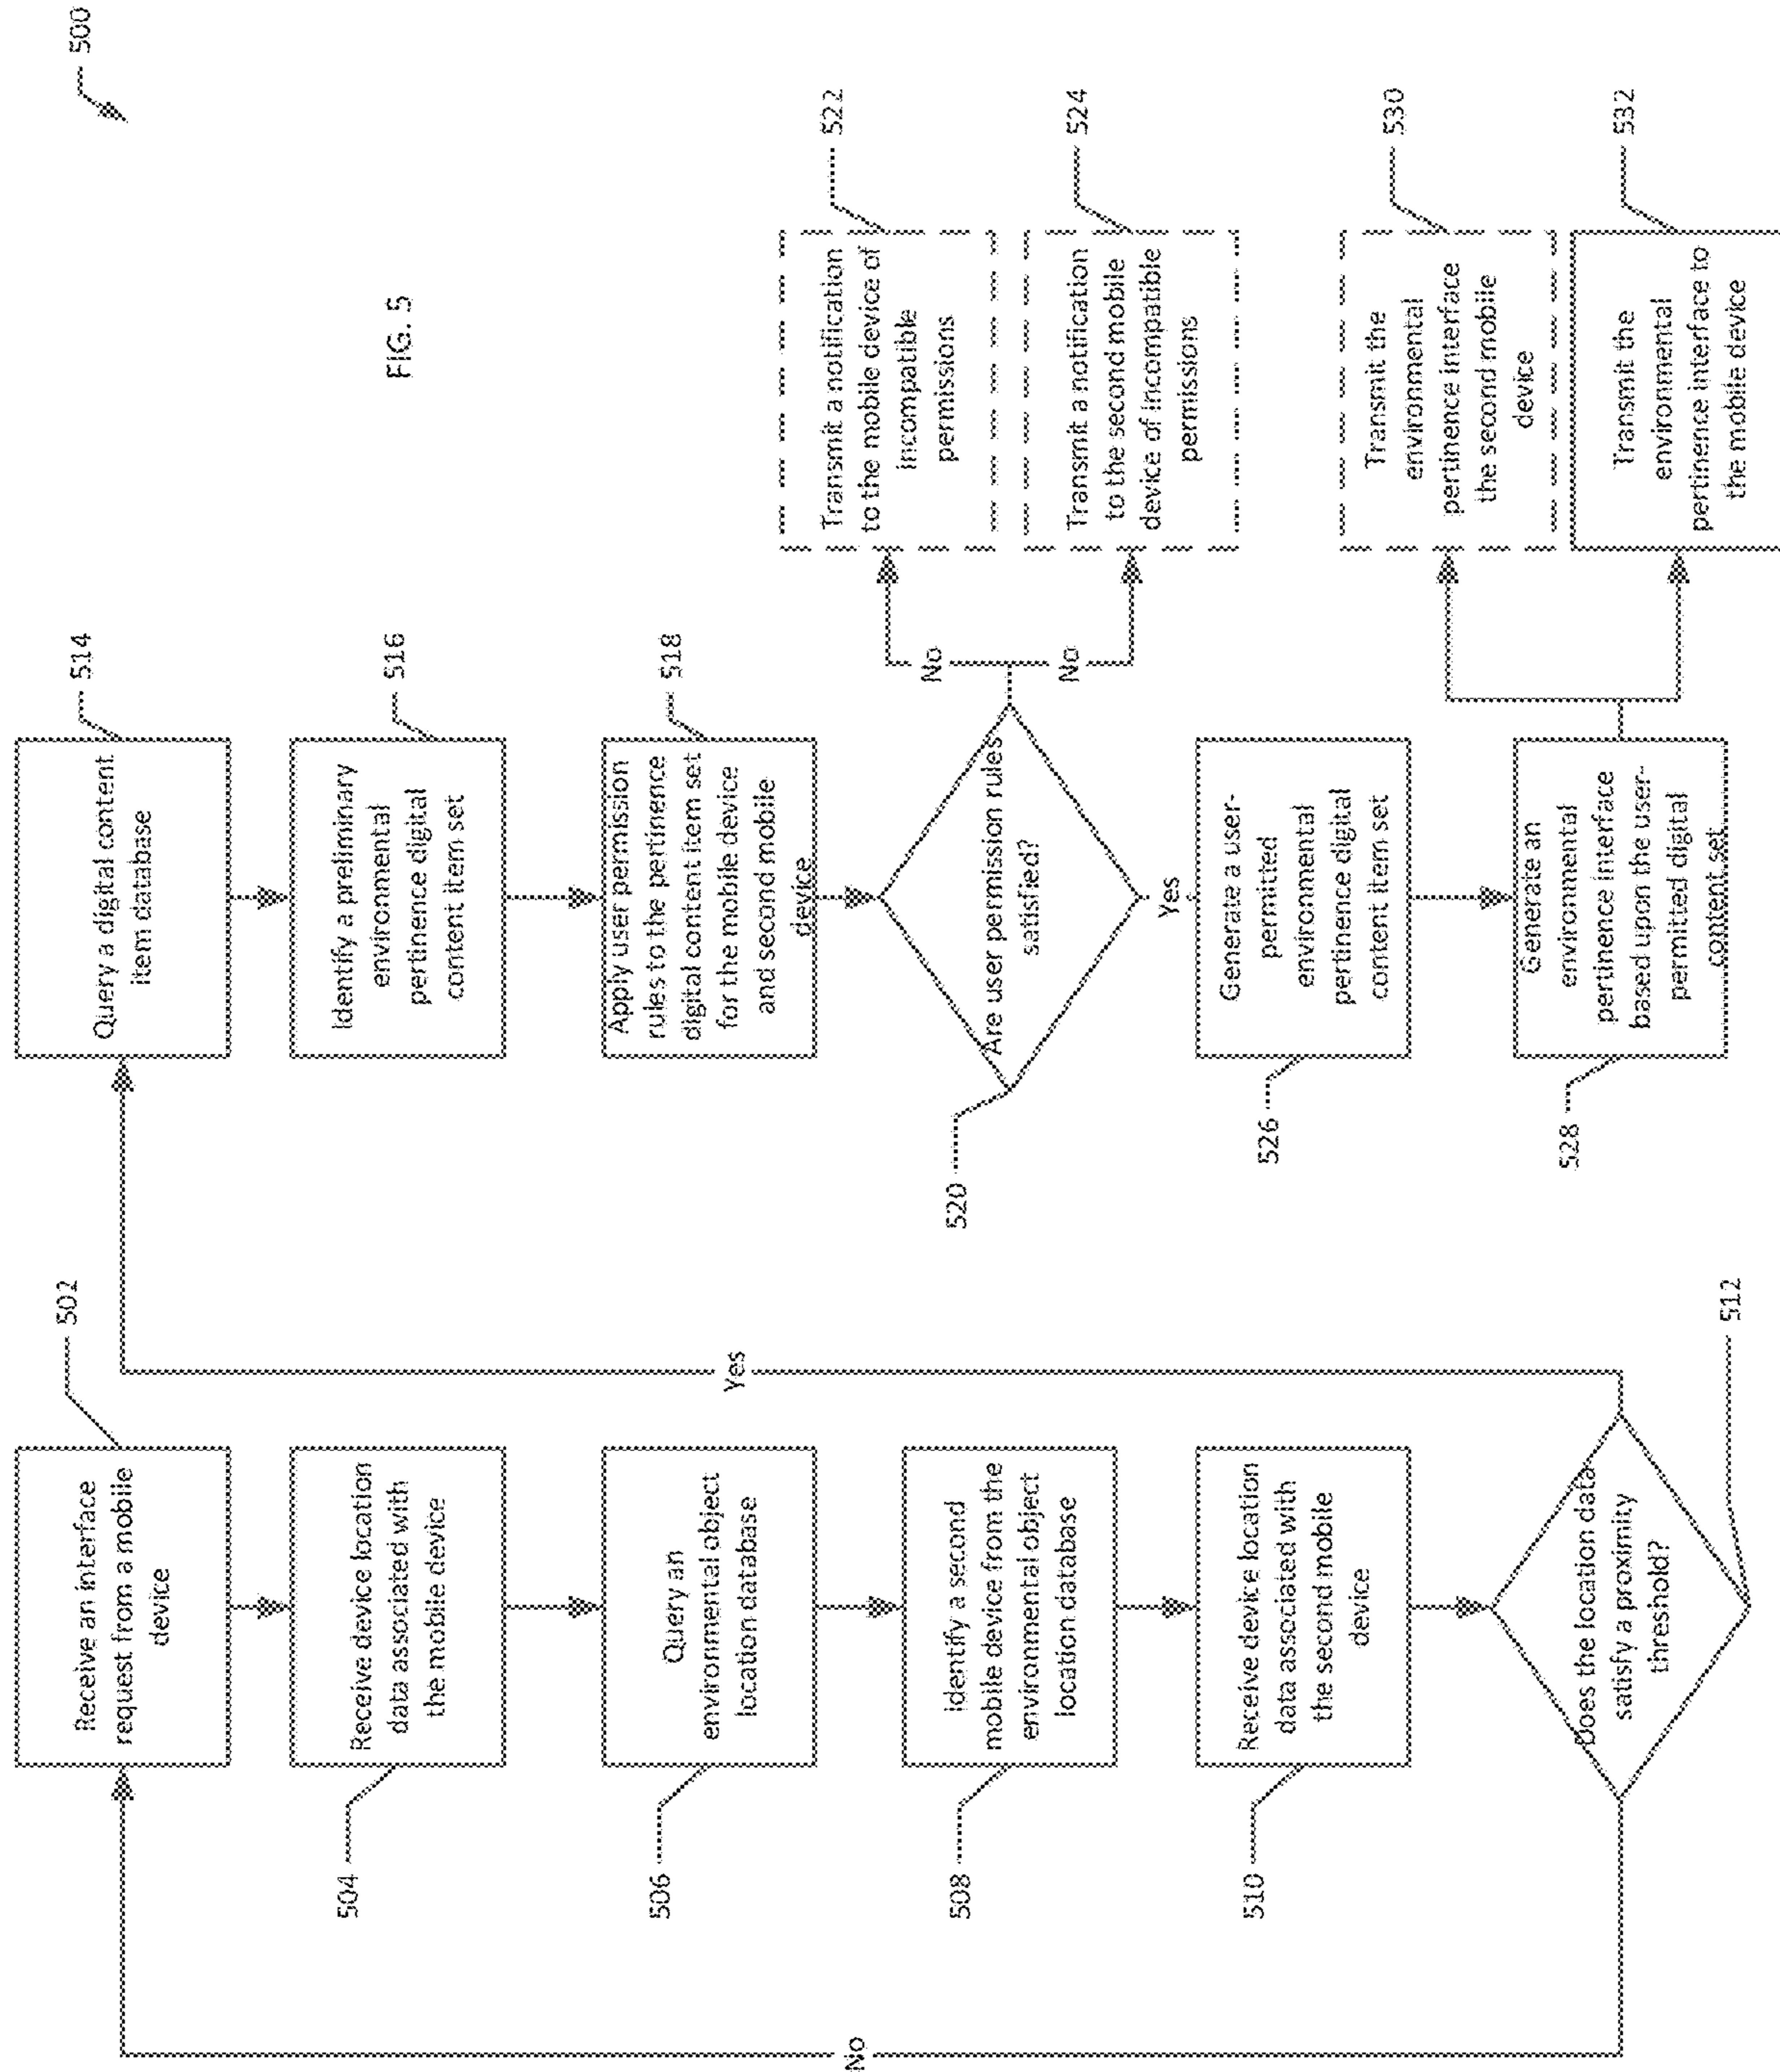 500
FIG. 5
502
Receive an interface
request from a mobile
device
504
Receive device location
data associated with
the mobile device
506
Query an
environmental object
location database
508
Identify a second
mobile device from the
environmental object
location database
510
Receive device location
data associated with
the second mobile
device
512
Does the location data
satisfy a proximity
threshold?
No
Yes
514
Query a digital content
item database
516
Identify a preliminary
environmental
pertinence digital
content item set
518
Apply user permission
rules to the pertinence
digital content item set
for the mobile device
and second mobile
device
520
Are user permission rules
satisfied?
No
No
Yes
522
Transmit a notification
to the mobile device of
incompatible
permissions
524
Transmit a notification
to the second mobile
device of incompatible
permissions
526
Generate a user-
permitted
environmental
pertinence digital
content item set
528
Generate an
environmental
pertinence interface
based upon the user-
permitted digital
content set
530
Transmit the
environmental
pertinence interface
the second mobile
device
532
Transmit the
environmental
pertinence interface to
the mobile device